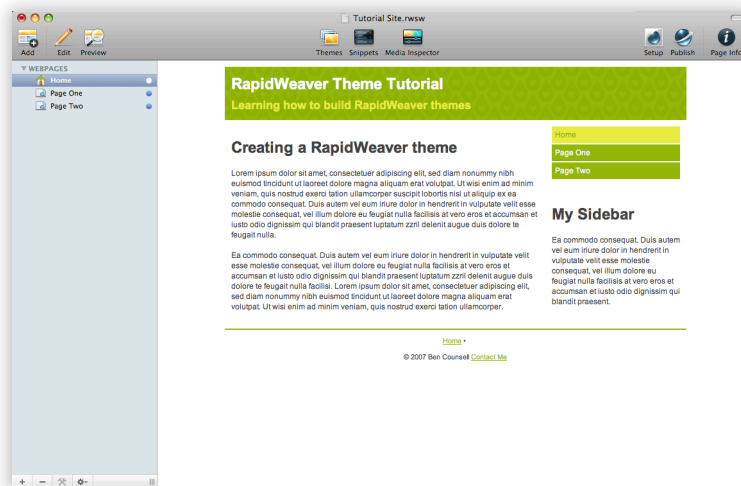 Tutorial Site.rwsw
Add Edit Preview Themes Snippets Media Inspector Setup Publish Page Info
WEBPAGES
Home
Page One
Page Two
RapidWeaver Theme Tutorial
Learning how to build RapidWeaver themes
Creating a RapidWeaver theme
Lorem ipsum dolor sit amet, consectetuer adipiscing elit, sed diam nonummy nibh
euismod tincidunt ut laoreet dolore magna aliquam erat volutpat. Ut wisi enim ad minim
veniam, quis nostrud exerci tation ullamcorper suscipit lobortis nisl ut aliquip ex ea
commodo consequat. Duis autem vel eum iriure dolor in hendrerit in vulputate velit esse
molestie consequat, vel illum dolore eu feugiat nulla facilisis at vero eros et accumsan et
iusto odio dignissim qui blandit praesent luptatum zzril delenit augue duis dolore te
feugait nulla.
Ea commodo consequat. Duis autem vel eum iriure dolor in hendrerit in vulputate velit
esse molestie consequat, vel illum dolore eu feugiat nulla facilisis at vero eros et
accumsan et iusto odio dignissim qui blandit praesent luptatum zzril delenit augue duis
dolore te feugait nulla facilisi. Lorem ipsum dolor sit amet, consectetuer adipiscing elit,
sed diam nonummy nibh euismod tincidunt ut laoreet dolore magna aliquam erat
volutpat. Ut wisi enim ad minim veniam, quis nostrud exerci tation ullamcorper.
Home
Page One
Page Two
My Sidebar
Ea commodo consequat. Duis autem
vel eum iriure dolor in hendrerit in
vulputate velit esse molestie
consequat, vel illum dolore eu
feugiat nulla facilisis at vero eros et
accumsan et iusto odio dignissim qui
blandit praesent.
Home •
© 2007 Ben Counsell Contact Me